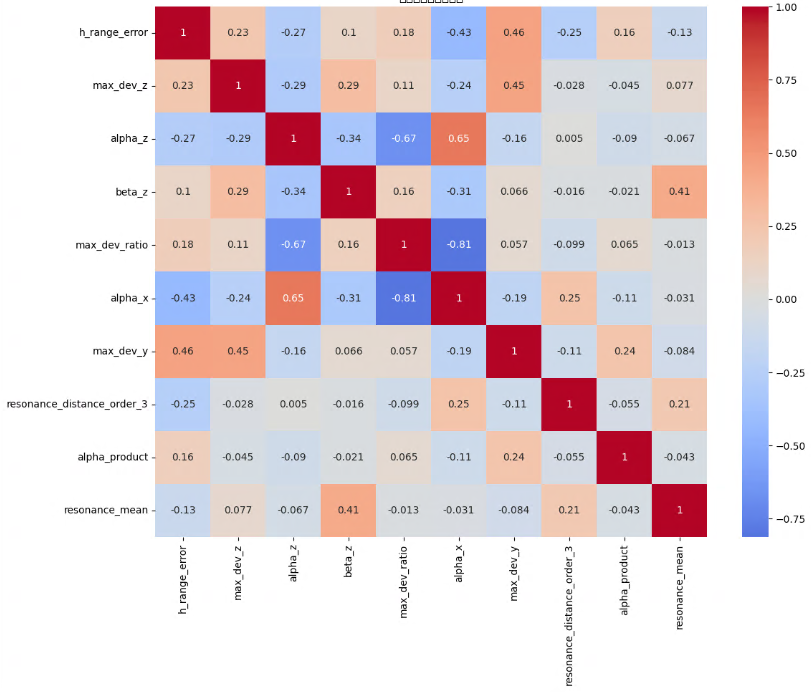 h_range_error 1 0.23 -0.27 0.1 0.18 -0.43 0.46 -0.25 0.16 -0.13
max_dev_z 0.23 1 -0.29 0.29 0.11 -0.24 0.45 -0.028 -0.045 0.077
alpha_z -0.27 -0.29 1 -0.34 -0.67 0.65 -0.16 0.005 -0.09 -0.067
beta_z 0.1 0.29 -0.34 1 0.16 -0.31 0.066 -0.016 -0.021 0.41
max_dev_ratio 0.18 0.11 -0.67 0.16 1 -0.81 0.057 -0.099 0.065 -0.013
alpha_x -0.43 -0.24 0.65 -0.31 -0.81 1 -0.19 0.25 -0.11 -0.031
max_dev_y 0.46 0.45 -0.16 0.066 0.057 -0.19 1 -0.11 0.24 -0.084
resonance_distance_order_3 -0.25 -0.028 0.005 -0.016 -0.099 0.25 -0.11 1 -0.055 0.21
alpha_product 0.16 -0.045 -0.09 -0.021 0.065 -0.11 0.24 -0.055 1 -0.043
resonance_mean -0.13 0.077 -0.067 0.41 -0.013 -0.031 -0.084 0.21 -0.043 1
h_range_error
max_dev_z
alpha_z
beta_z
max_dev_ratio
alpha_x
max_dev_y
resonance_distance_order_3
alpha_product
resonance_mean
1.00
0.75
0.50
0.25
0.00
-0.25
-0.50
-0.75